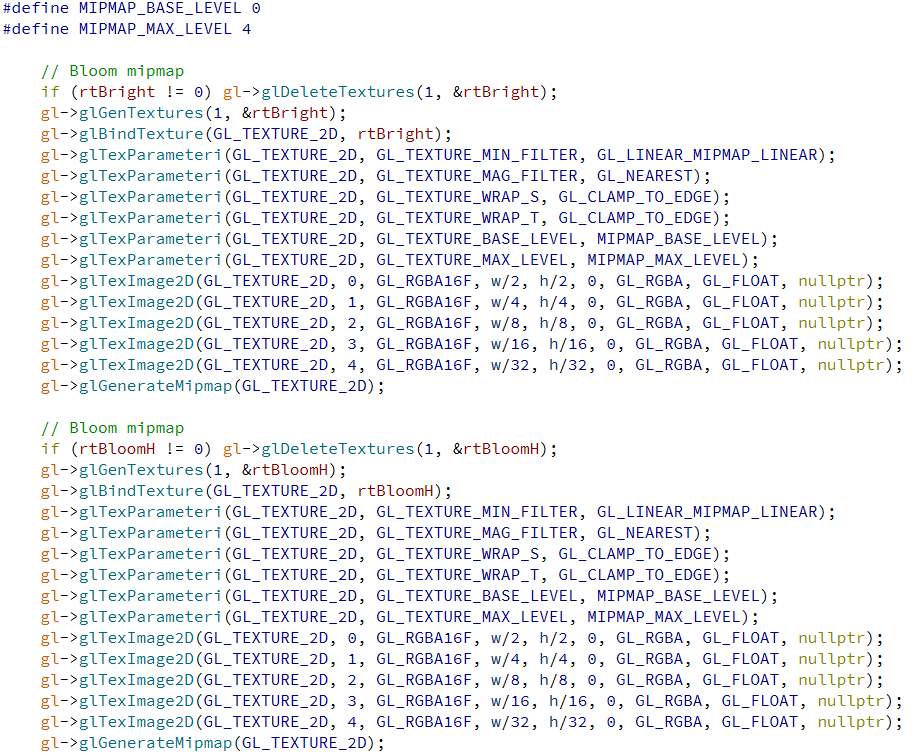 #define MIPMAP_BASE_LEVEL 0
#define MIPMAP_MAX_LEVEL 4
// Bloom mipmap
if (rtBright != 0) gl->glDeleteTextures(1, &rtBright);
gl->glGenTextures(1, &rtBright);
gl->glBindTexture(GL_TEXTURE_2D, rtBright);
gl->glTexParameteri(GL_TEXTURE_2D, GL_TEXTURE_MIN_FILTER, GL_LINEAR_MIPMAP_LINEAR);
gl->glTexParameteri(GL_TEXTURE_2D, GL_TEXTURE_MAG_FILTER, GL_NEAREST);
gl->glTexParameteri(GL_TEXTURE_2D, GL_TEXTURE_WRAP_S, GL_CLAMP_TO_EDGE);
gl->glTexParameteri(GL_TEXTURE_2D, GL_TEXTURE_WRAP_T, GL_CLAMP_TO_EDGE);
gl->glTexParameteri(GL_TEXTURE_2D, GL_TEXTURE_BASE_LEVEL, MIPMAP_BASE_LEVEL);
gl->glTexParameteri(GL_TEXTURE_2D, GL_TEXTURE_MAX_LEVEL, MIPMAP_MAX_LEVEL);
gl->glTexImage2D(GL_TEXTURE_2D, 0, GL_RGBA16F, w/2, h/2, 0, GL_RGBA, GL_FLOAT, nullptr);
gl->glTexImage2D(GL_TEXTURE_2D, 1, GL_RGBA16F, w/4, h/4, 0, GL_RGBA, GL_FLOAT, nullptr);
gl->glTexImage2D(GL_TEXTURE_2D, 2, GL_RGBA16F, w/8, h/8, 0, GL_RGBA, GL_FLOAT, nullptr);
gl->glTexImage2D(GL_TEXTURE_2D, 3, GL_RGBA16F, w/16, h/16, 0, GL_RGBA, GL_FLOAT, nullptr);
gl->glTexImage2D(GL_TEXTURE_2D, 4, GL_RGBA16F, w/32, h/32, 0, GL_RGBA, GL_FLOAT, nullptr);
gl->glGenerateMipmap(GL_TEXTURE_2D);
// Bloom mipmap
if (rtBloomH != 0) gl->glDeleteTextures(1, &rtBloomH);
gl->glGenTextures(1, &rtBloomH);
gl->glBindTexture(GL_TEXTURE_2D, rtBloomH);
gl->glTexParameteri(GL_TEXTURE_2D, GL_TEXTURE_MIN_FILTER, GL_LINEAR_MIPMAP_LINEAR);
gl->glTexParameteri(GL_TEXTURE_2D, GL_TEXTURE_MAG_FILTER, GL_NEAREST);
gl->glTexParameteri(GL_TEXTURE_2D, GL_TEXTURE_WRAP_S, GL_CLAMP_TO_EDGE);
gl->glTexParameteri(GL_TEXTURE_2D, GL_TEXTURE_WRAP_T, GL_CLAMP_TO_EDGE);
gl->glTexParameteri(GL_TEXTURE_2D, GL_TEXTURE_BASE_LEVEL, MIPMAP_BASE_LEVEL);
gl->glTexParameteri(GL_TEXTURE_2D, GL_TEXTURE_MAX_LEVEL, MIPMAP_MAX_LEVEL);
gl->glTexImage2D(GL_TEXTURE_2D, 0, GL_RGBA16F, w/2, h/2, 0, GL_RGBA, GL_FLOAT, nullptr);
gl->glTexImage2D(GL_TEXTURE_2D, 1, GL_RGBA16F, w/4, h/4, 0, GL_RGBA, GL_FLOAT, nullptr);
gl->glTexImage2D(GL_TEXTURE_2D, 2, GL_RGBA16F, w/8, h/8, 0, GL_RGBA, GL_FLOAT, nullptr);
gl->glTexImage2D(GL_TEXTURE_2D, 3, GL_RGBA16F, w/16, h/16, 0, GL_RGBA, GL_FLOAT, nullptr);
gl->glTexImage2D(GL_TEXTURE_2D, 4, GL_RGBA16F, w/32, h/32, 0, GL_RGBA, GL_FLOAT, nullptr);
gl->glGenerateMipmap(GL_TEXTURE_2D);